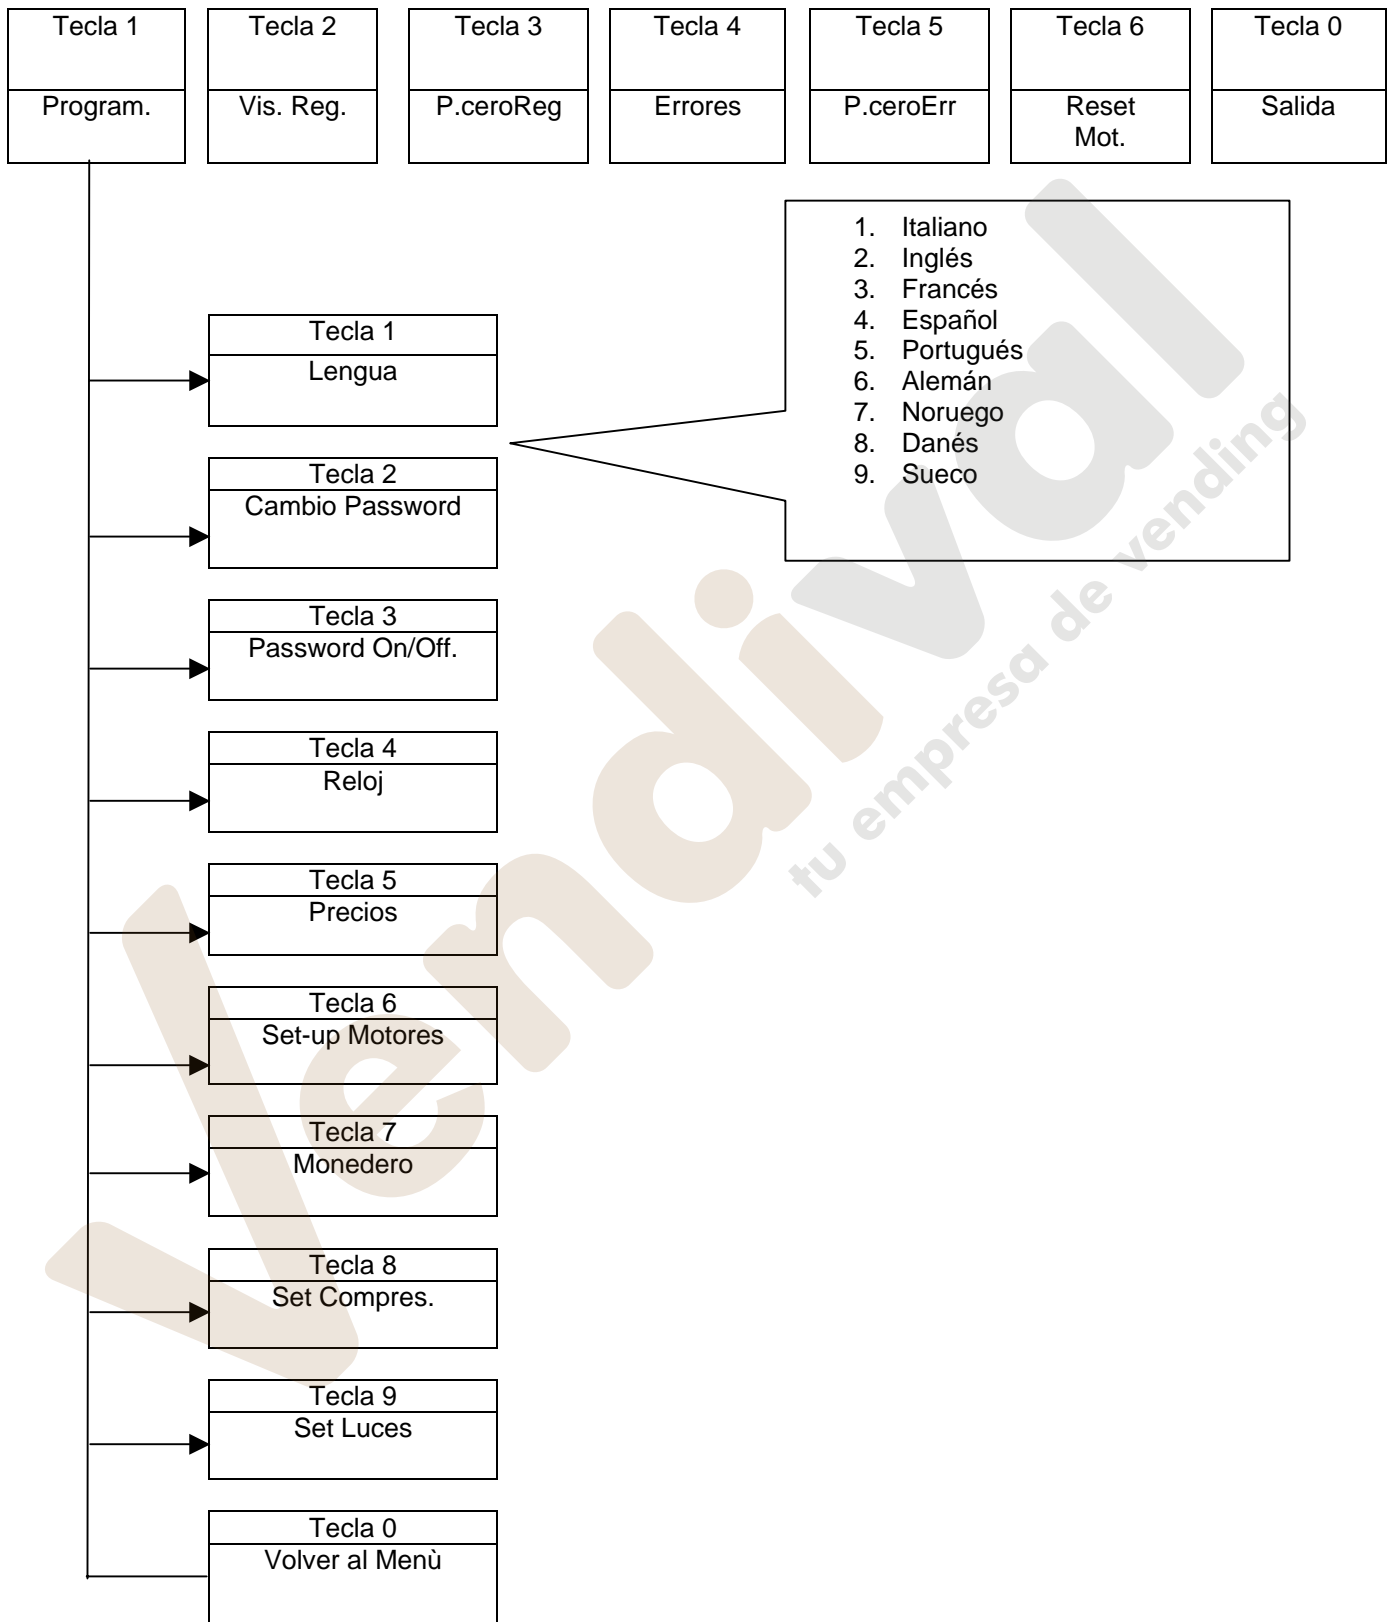 Tecla 1
Program.
Tecla 2
Vis. Reg.
Tecla 3
P.ceroReg
Tecla 4
Errores
Tecla 5
P.ceroErr
Tecla 6
Reset
Mot.
Tecla 0
Salida
1. Italiano
2. Inglés
3. Francés
4. Español
5. Portugués
6. Alemán
7. Noruego
8. Danés
9. Sueco
Tecla 1
Lengua
Tecla 2
Cambio Password
Tecla 3
Password On/Off.
Tecla 4
Reloj
Tecla 5
Precios
Tecla 6
Set-up Motores
Tecla 7
Monedero
Tecla 8
Set Compres.
Tecla 9
Set Luces
Tecla 0
Volver al Menù
Vendival
tu empresa de vending